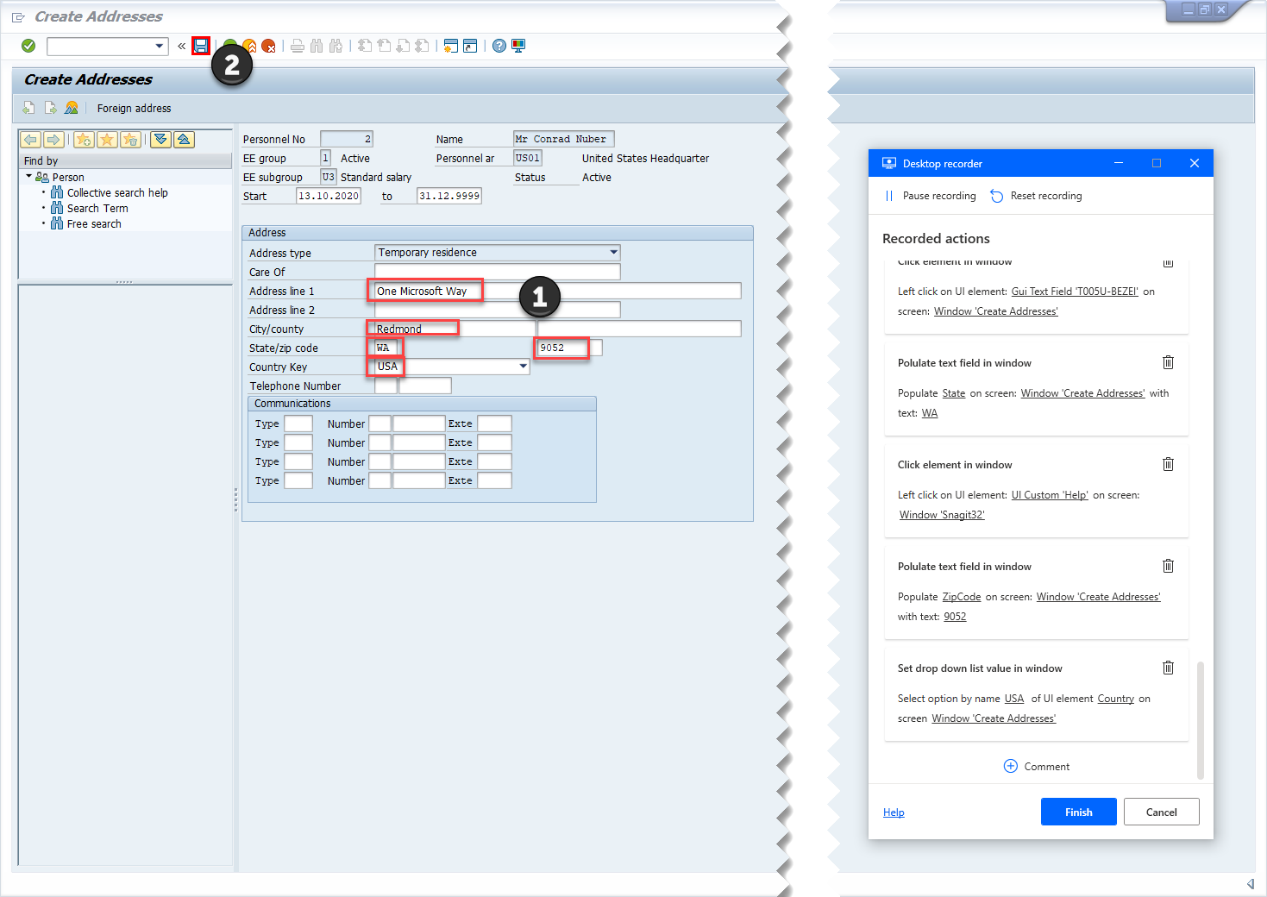 Create Addresses
2
Create Addresses
Foreign address
Find by
Person
Collective search help
Search Term
Free search
Personnel No 2 Name Mr Conrad Nuber
EE group 1 Active Personnel ar US01 United States Headquarter
EE subgroup U3 Standard salary Status Active
Start 13.10.2020 to 31.12.9999
Address
Address type Temporary residence
Care Of
Address line 1 One Microsoft Way
1
Address line 2
City/county Redmond
State/zip code WA 9052
Country Key USA
Telephone Number
Communications
Type Number Exte
Type Number Exte
Type Number Exte
Type Number Exte
Desktop recorder
Pause recording Reset recording
Recorded actions
Click element in window
Left click on UI element: Gui Text Field 'T005U-BEZEI' on
screen: Window 'Create Addresses'
Polulate text field in window
Populate State on screen: Window 'Create Addresses' with
text: WA
Click element in window
Left click on UI element: UI Custom 'Help' on screen:
Window 'Snagit32'
Polulate text field in window
Populate ZipCode on screen: Window 'Create Addresses'
with text: 9052
Set drop down list value in window
Select option by name USA of UI element Country on
screen Window 'Create Addresses'
Comment
Help Finish Cancel